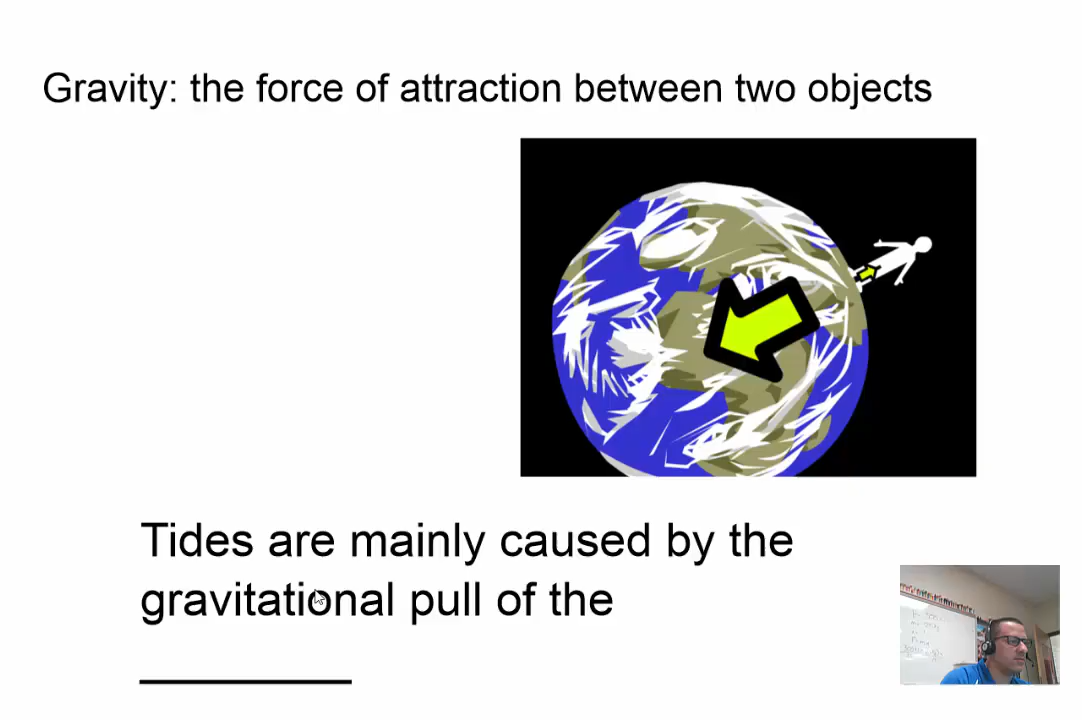 Gravity: the force of attraction between two objects
Tides are mainly caused by the
gravitational pull of the